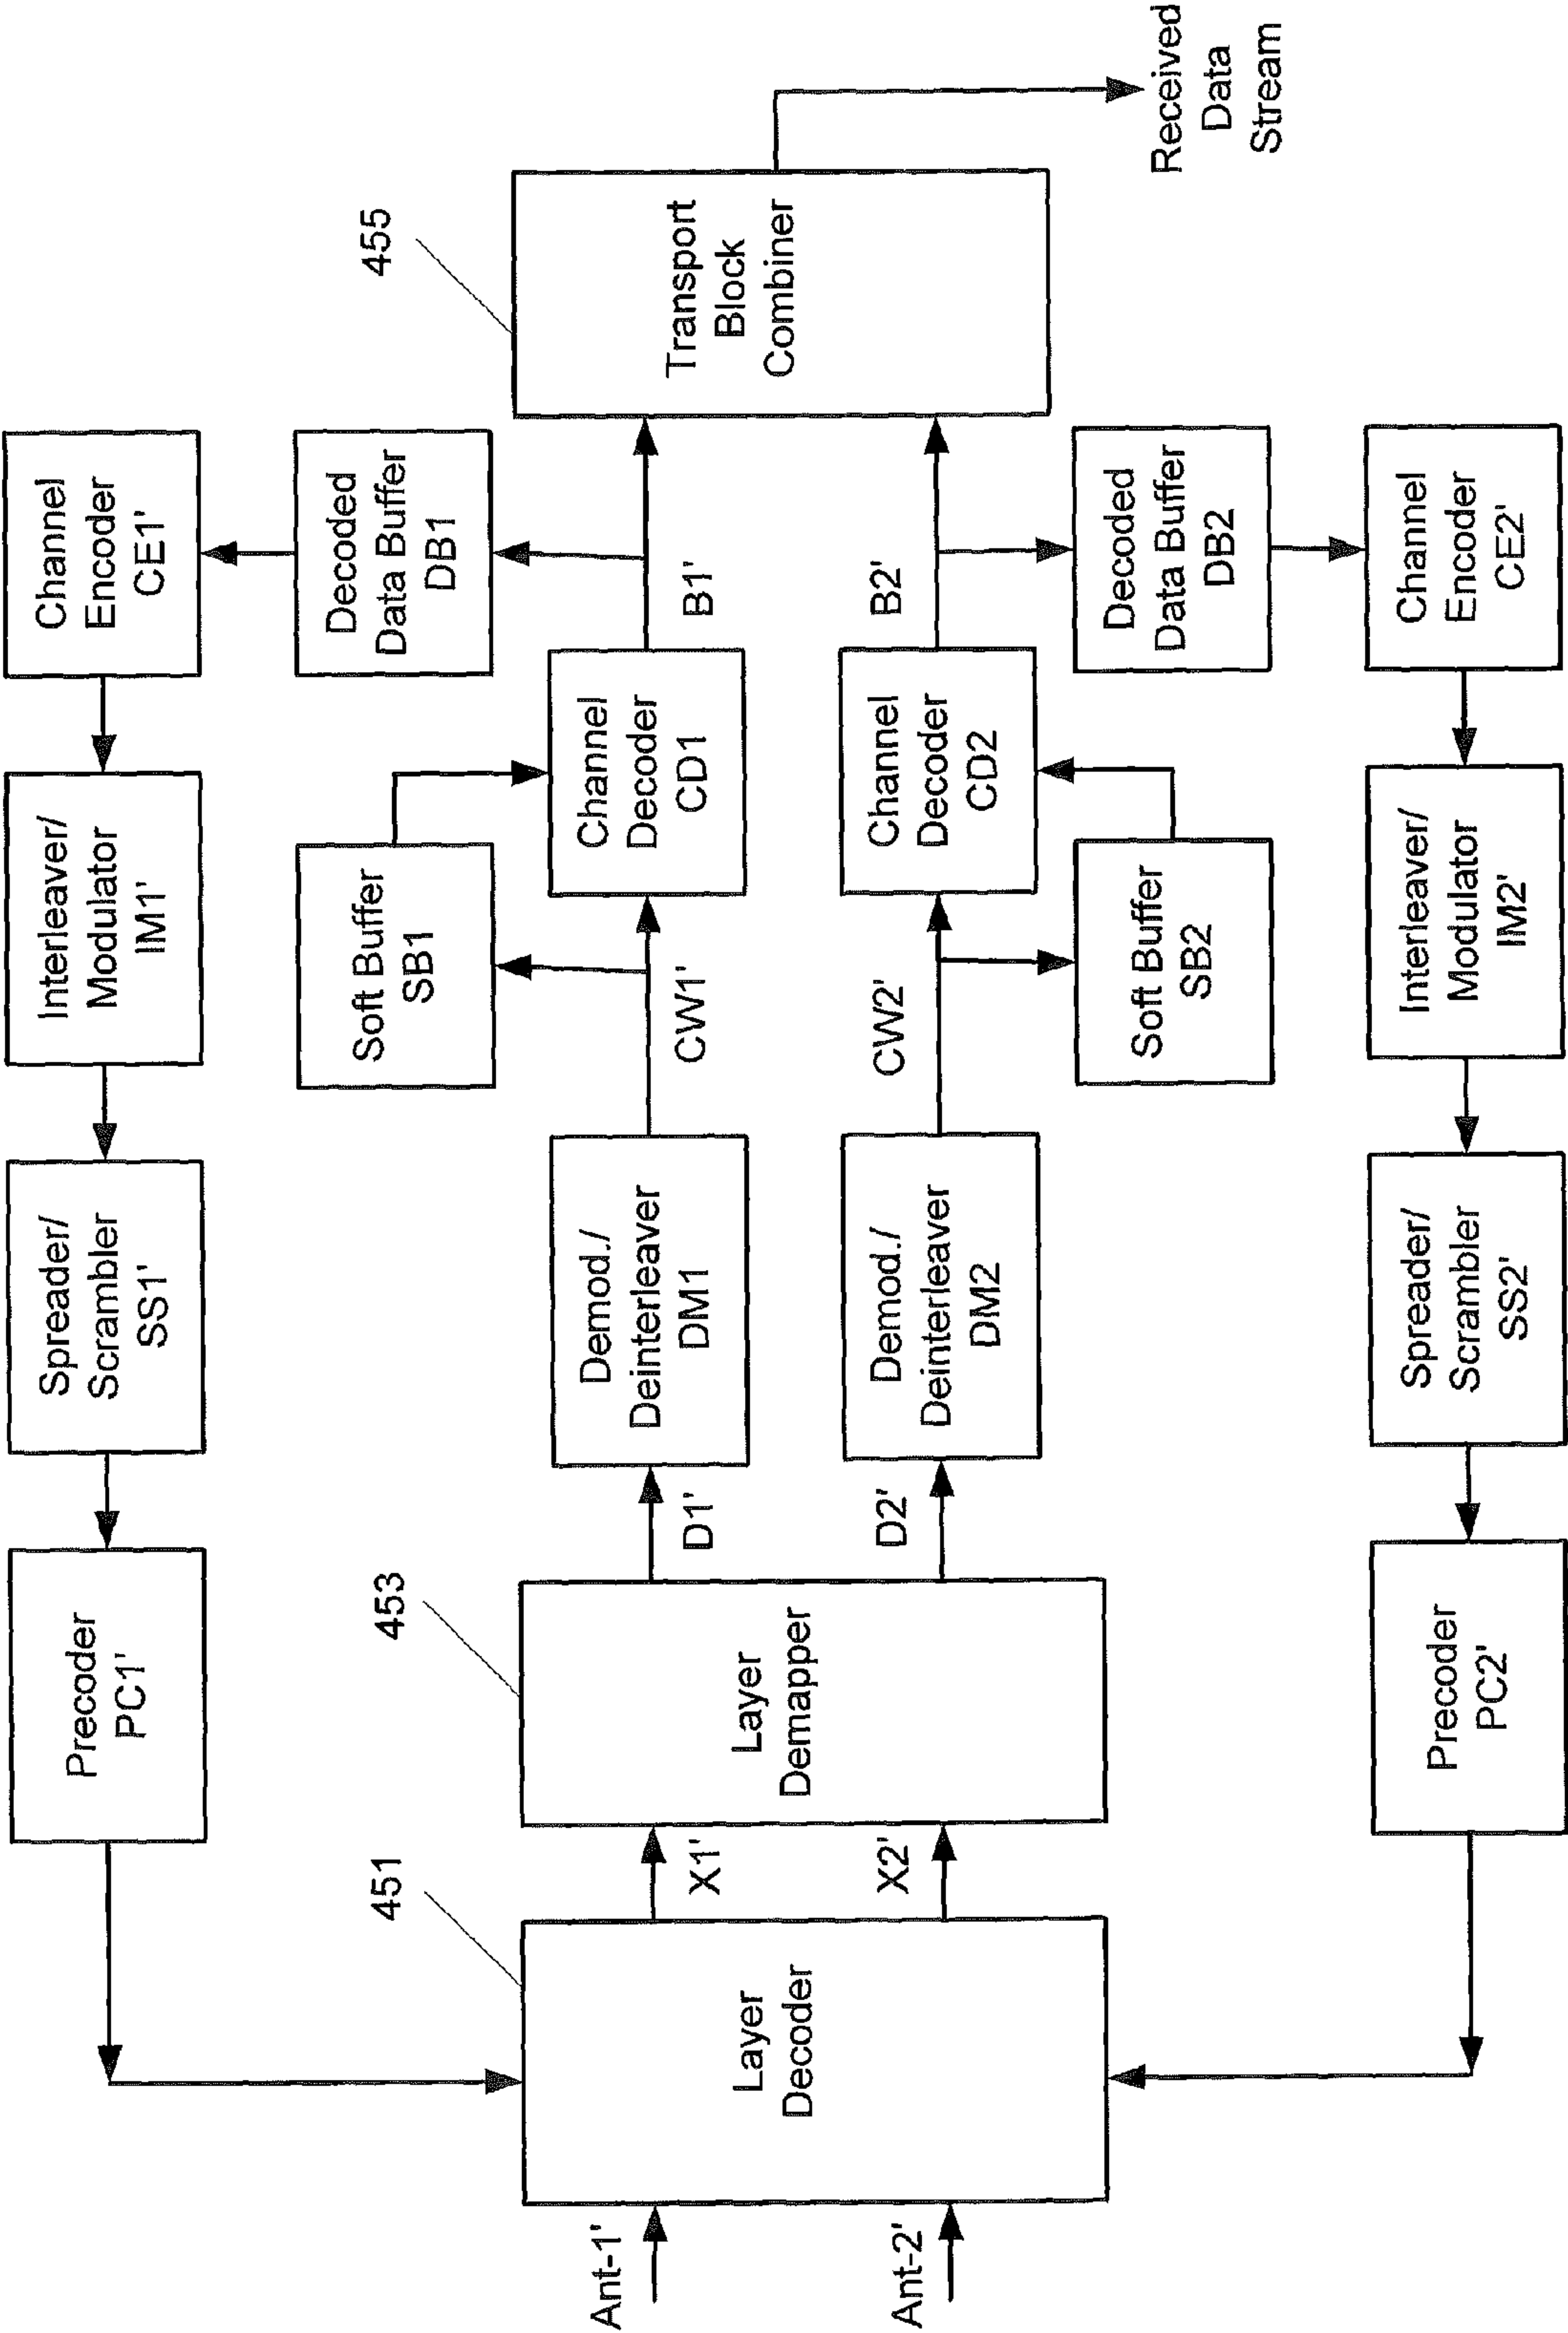 Precoder
PC1'
Spreader/
Scrambler
SS1'
Interleaver/
Modulator
IM1'
Channel
Encoder
CE1'
Soft Buffer
SB1
Decoded
Data Buffer
DB1
451
453
455
Ant-1'
Ant-2'
Layer
Decoder
X1'
X2'
Layer
Demapper
D1'
D2'
Demod./
Deinterleaver
DM1
CW1'
Channel
Decoder
CD1
B1'
Demod./
Deinterleaver
DM2
CW2'
Channel
Decoder
CD2
B2'
Transport
Block
Combiner
Received
Data
Stream
Soft Buffer
SB2
Decoded
Data Buffer
DB2
Precoder
PC2'
Spreader/
Scrambler
SS2'
Interleaver/
Modulator
IM2'
Channel
Encoder
CE2'